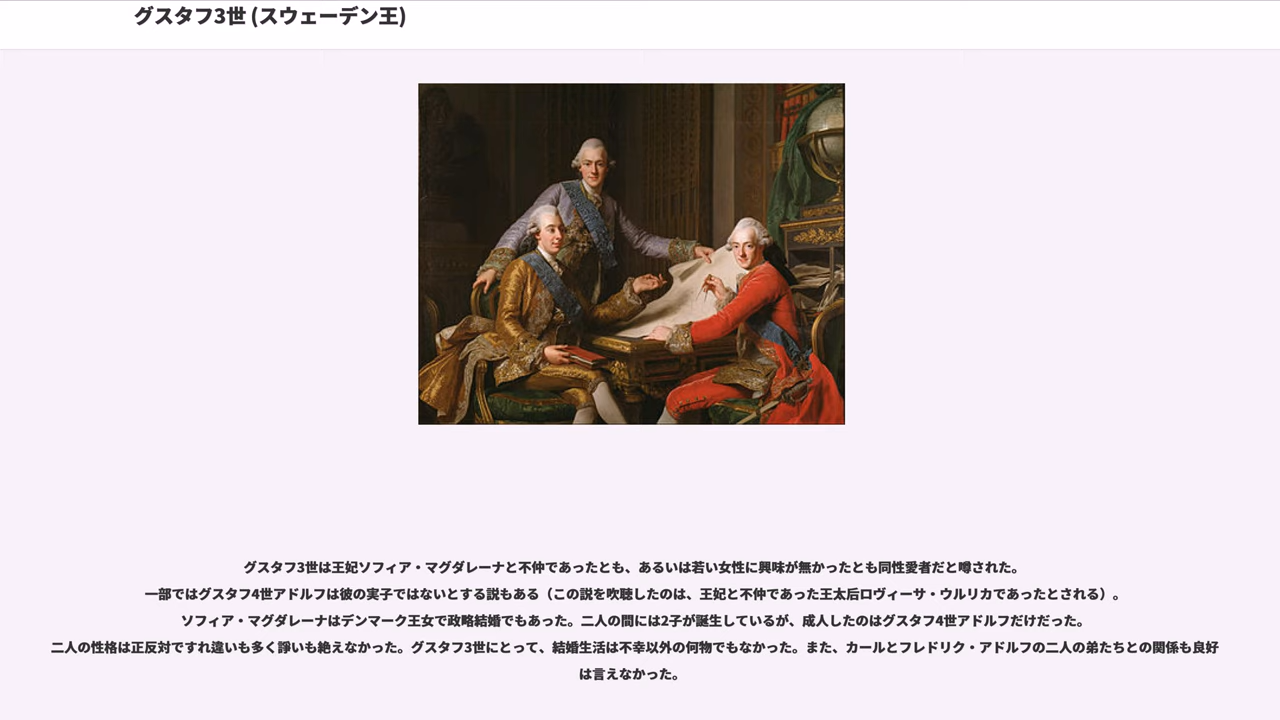 グスタフ3世 (スウェーデン王)
グスタフ3世は王妃ソフィア・マグダレーナと不仲であったとも、あるいは若い女性に興味が無かったとも同性愛者だと噂された。
一部ではグスタフ4世アドルフは彼の実子ではないとする説もある（この説を吹聴したのは、王妃と不仲であった王太后ロヴィーサ・ウルリカであったとされる）。
ソフィア・マグダレーナはデンマーク王女で政略結婚でもあった。二人の間には2子が誕生しているが、成人したのはグスタフ4世アドルフだけだった。
二人の性格は正反対ですれ違いも多く諍いも絶えなかった。グスタフ3世にとって、結婚生活は不幸以外の何物でもなかった。また、カールとフレドリク・アドルフの二人の弟たちとの関係も良好
は言えなかった。